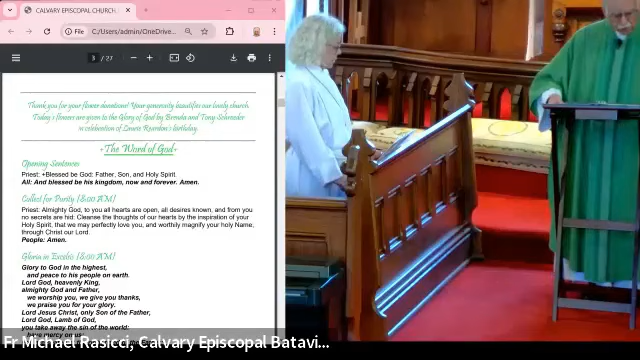 CALVARY EPISCOPAL CHURCH
File
C:/Users/admin/OneDrive...
3 / 27
Thank you for your flower donations! Your generosity beautifies our lovely church.
Today's flowers are given to the Glory of God by Brenda and Tony Schroeder
in celebration of Laura Reardon's birthday.
+The Word of God+
Opening Sentences
Priest: +Blessed be God: Father, Son, and Holy Spirit.
All: And blessed be his kingdom, now and forever. Amen.
Collect for Purity [8:00 AM]
Priest: Almighty God, to you all hearts are open, all desires known, and from you
no secrets are hid: Cleanse the thoughts of our hearts by the inspiration of your
Holy Spirit, that we may perfectly love you, and worthily magnify your holy Name;
through Christ our Lord.
People: Amen.
Gloria in Excelsis [8:00 AM]
Glory to God in the highest,
and peace to his people on earth.
Lord God, heavenly King,
almighty God and Father,
we worship you, we give you thanks,
we praise you for your glory.
Lord Jesus Christ, only Son of the Father,
Lord God, Lamb of God,
you take away the sin of the world:
have mercy on us
Fr Michael Rasicci, Calvary Episcopal Batavi...